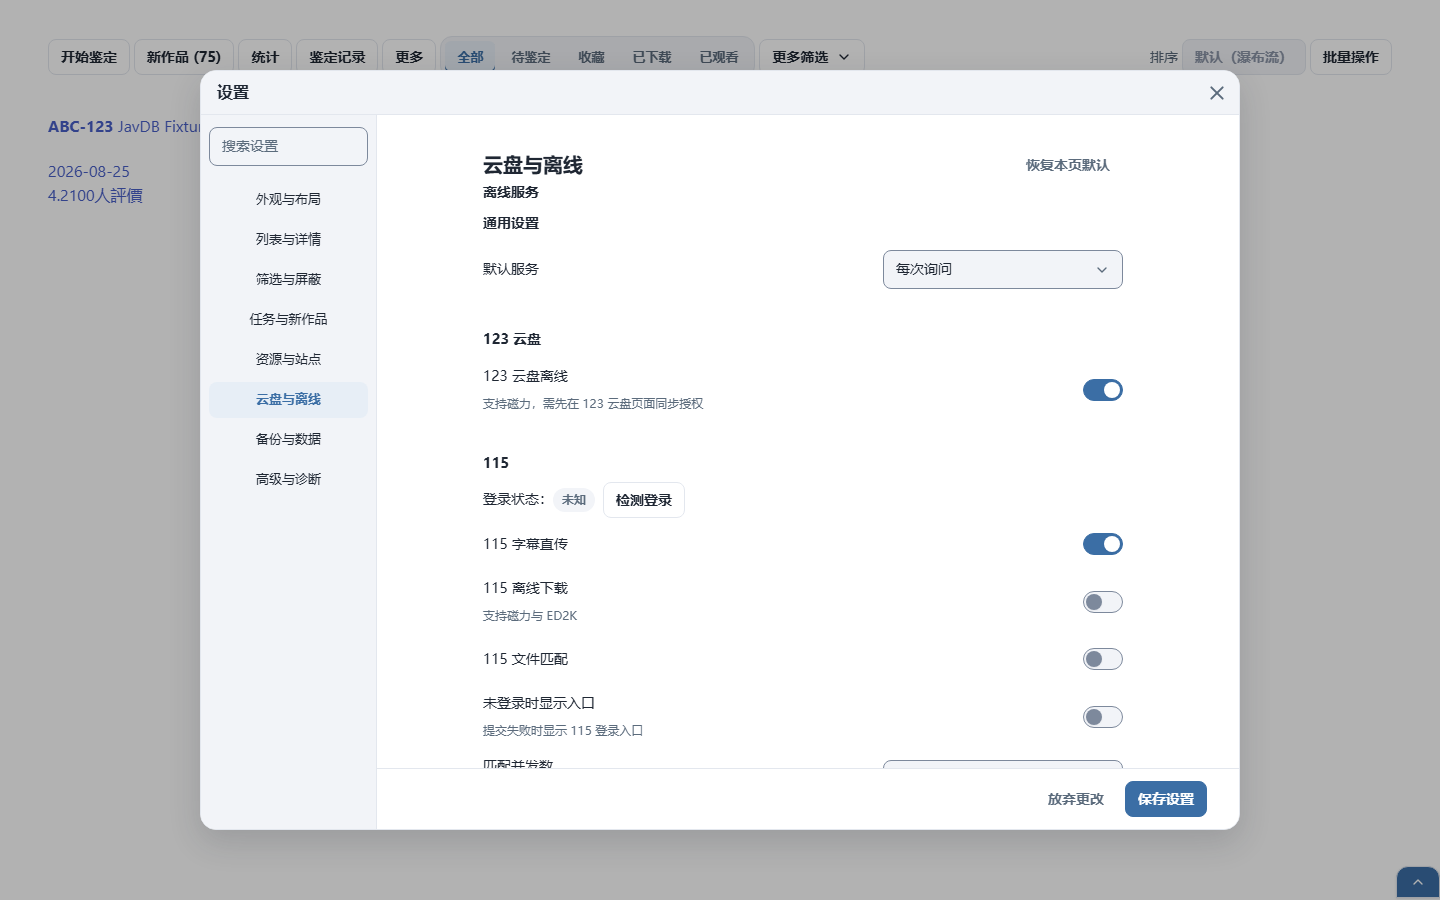 开始鉴定 新作品 (75) 统计 鉴定记录 更多 全部 待鉴定 收藏 已下载 已观看 更多筛选 排序 默认（瀑布流） 批量操作
ABC-123 JavDB Fixtu
2026-08-25
4.2100人評價
设置
搜索设置
外观与布局
列表与详情
筛选与屏蔽
任务与新作品
资源与站点
云盘与离线
备份与数据
高级与诊断
云盘与离线 恢复本页默认
离线服务
通用设置
默认服务 每次询问
123 云盘
123 云盘离线
支持磁力，需先在 123 云盘页面同步授权
115
登录状态： 未知 检测登录
115 字幕直传
115 离线下载
支持磁力与 ED2K
115 文件匹配
未登录时显示入口
提交失败时显示 115 登录入口
匹配并发数
放弃更改 保存设置